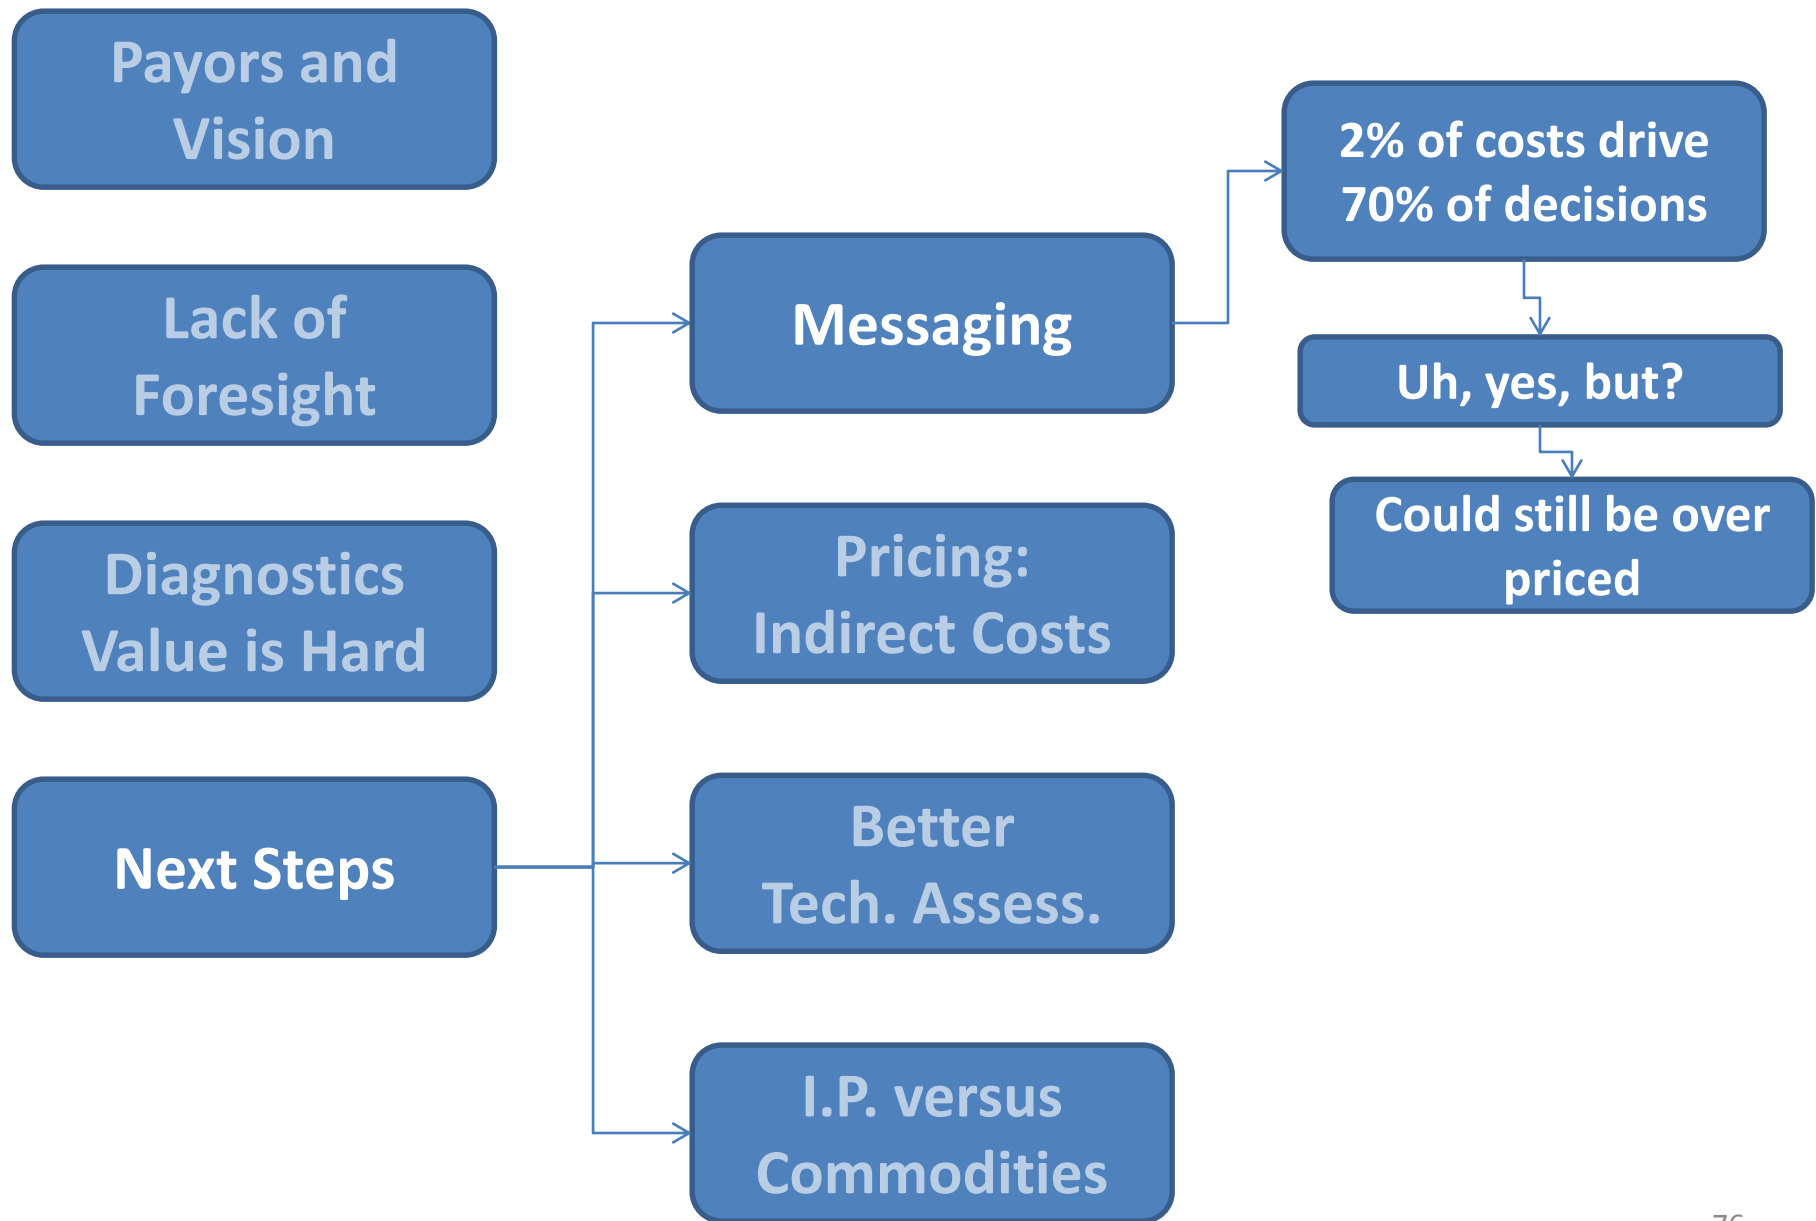 Payors and
Vision
Lack of
Foresight
Diagnostics
Value is Hard
Next Steps
Messaging
Pricing:
Indirect Costs
Better
Tech. Assess.
I.P. versus
Commodities
2% of costs drive
70% of decisions
Uh, yes, but?
Could still be over
priced